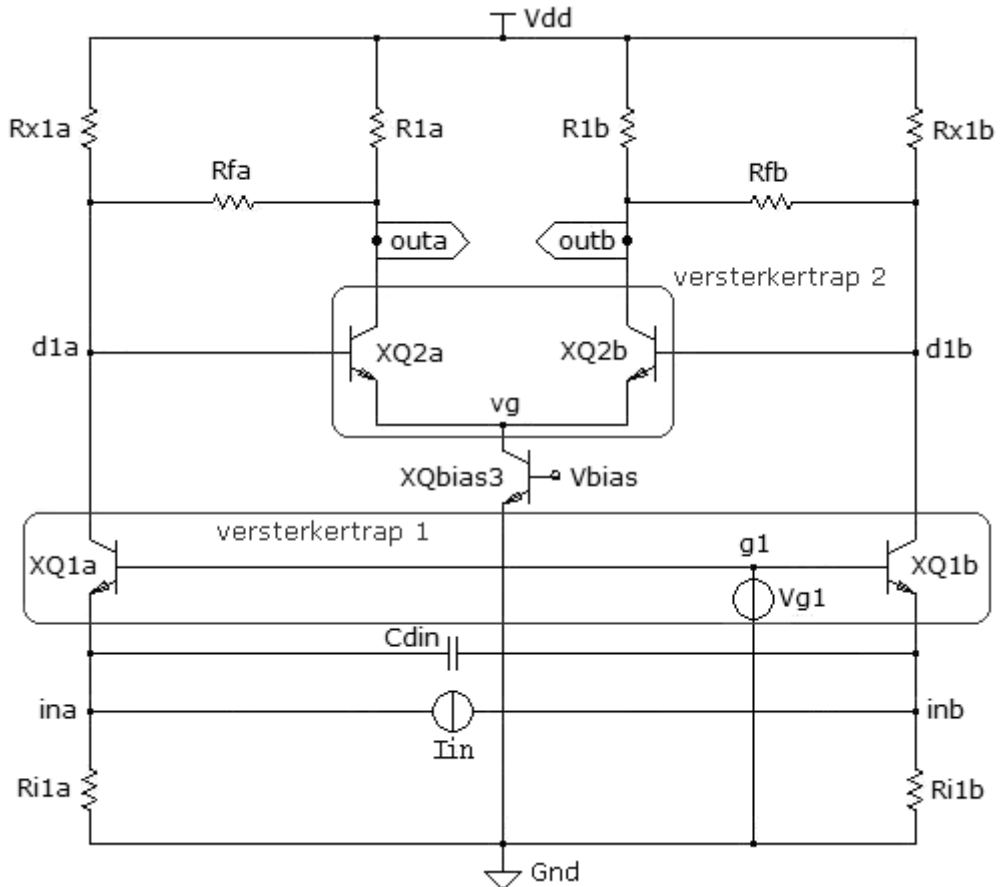 Vdd
Rx1a
R1a
R1b
Rx1b
Rfa
Rfb
outa
outb
versterkertrap 2
d1a
XQ2a
XQ2b
d1b
vg
XQbias3
Vbias
versterkertrap 1
XQ1a
g1
XQ1b
Vg1
Cdin
ina
inb
Iin
Ri1a
Ri1b
Gnd